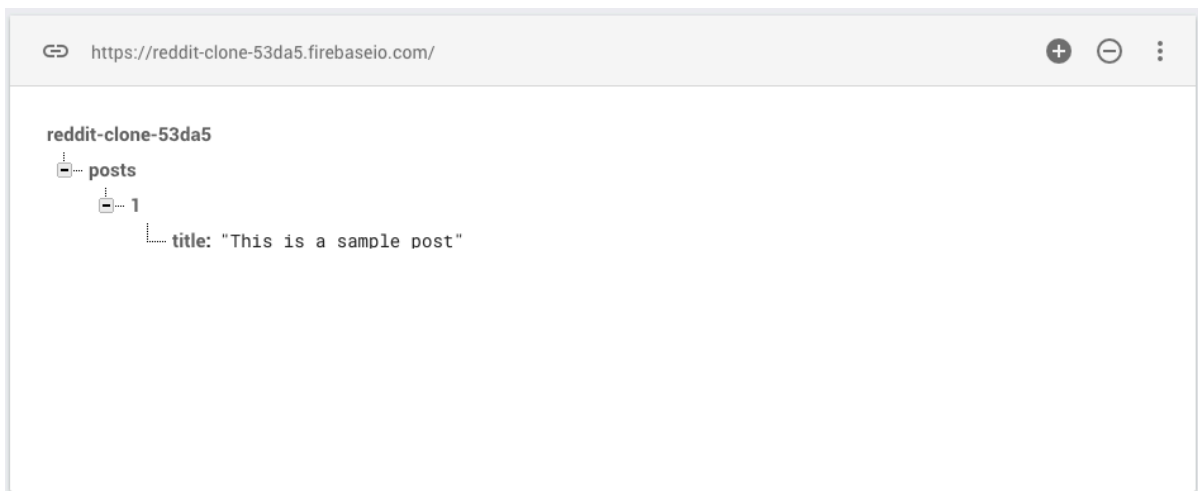 https://reddit-clone-53da5.firebaseio.com/
reddit-clone-53da5
posts
1
title: "This is a sample post"